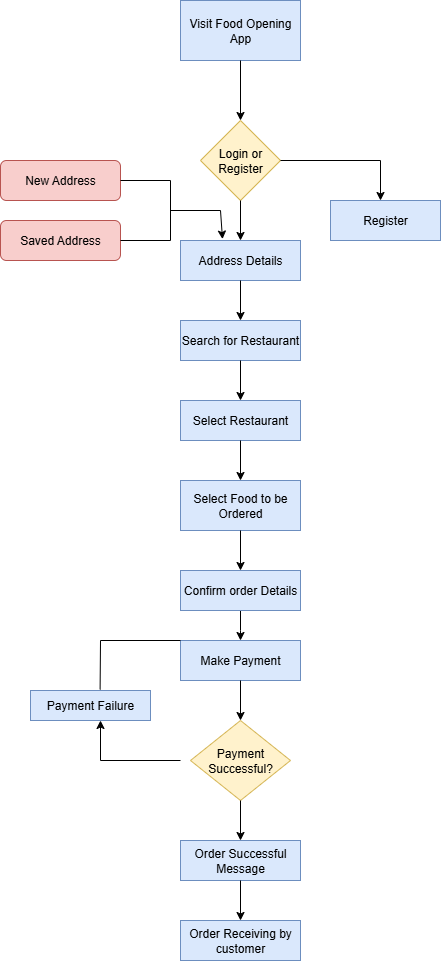 Visit Food Opening
App
Login or
Register
New Address
Register
Saved Address
Address Details
Search for Restaurant
Select Restaurant
Select Food to be
Ordered
Confirm order Details
Make Payment
Payment Failure
Payment
Successful?
Order Successful
Message
Order Receiving by
customer